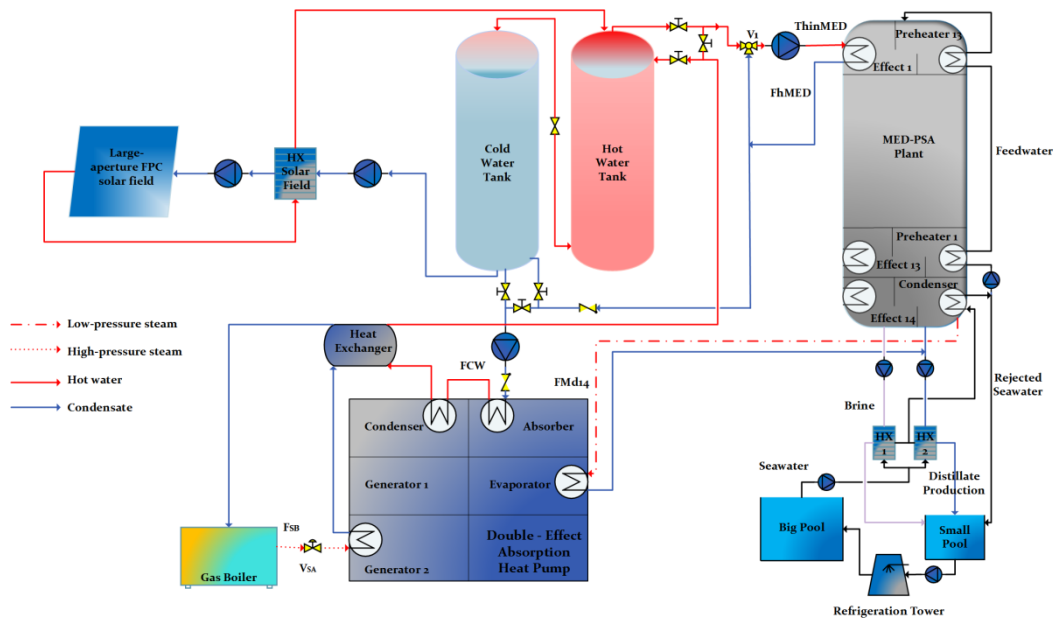 V1
ThinMED
Preheater 13
Effect 1
FhMED
MED-PSA
Plant
Feedwater
Cold
Water
Tank
Hot
Water
Tank
Large-
aperture FPC
solar field
HX
Solar
Field
Preheater 1
Effect 13
Condenser
Effect 14
Low-pressure steam
High-pressure steam
Hot water
Condensate
Heat
Exchanger
FCW
FMd14
Rejected
Seawater
Brine
Condenser
Absorber
HX
1
HX
2
Generator 1
Evaporator
Seawater
Distillate
Production
FSB
VSA
Gas Boiler
Generator 2
Double - Effect
Absorption
Heat Pump
Big Pool
Small
Pool
Refrigeration Tower